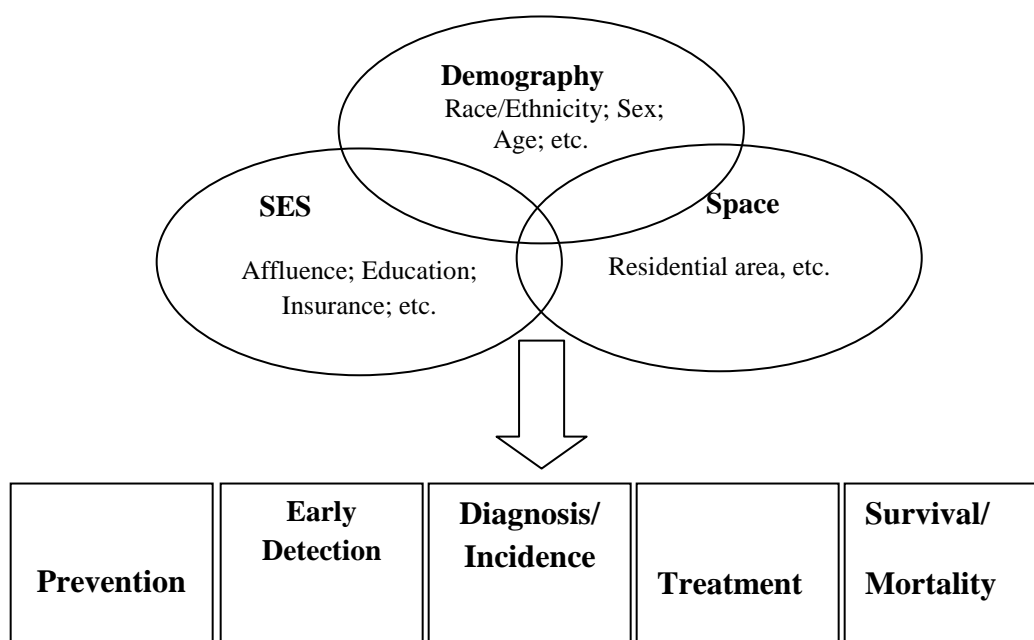 Demography
Race/Ethnicity; Sex;
Age; etc.
SES
Affluence; Education;
Insurance; etc.
Space
Residential area, etc.
Prevention
Early
Detection
Diagnosis/
Incidence
Treatment
Survival/
Mortality